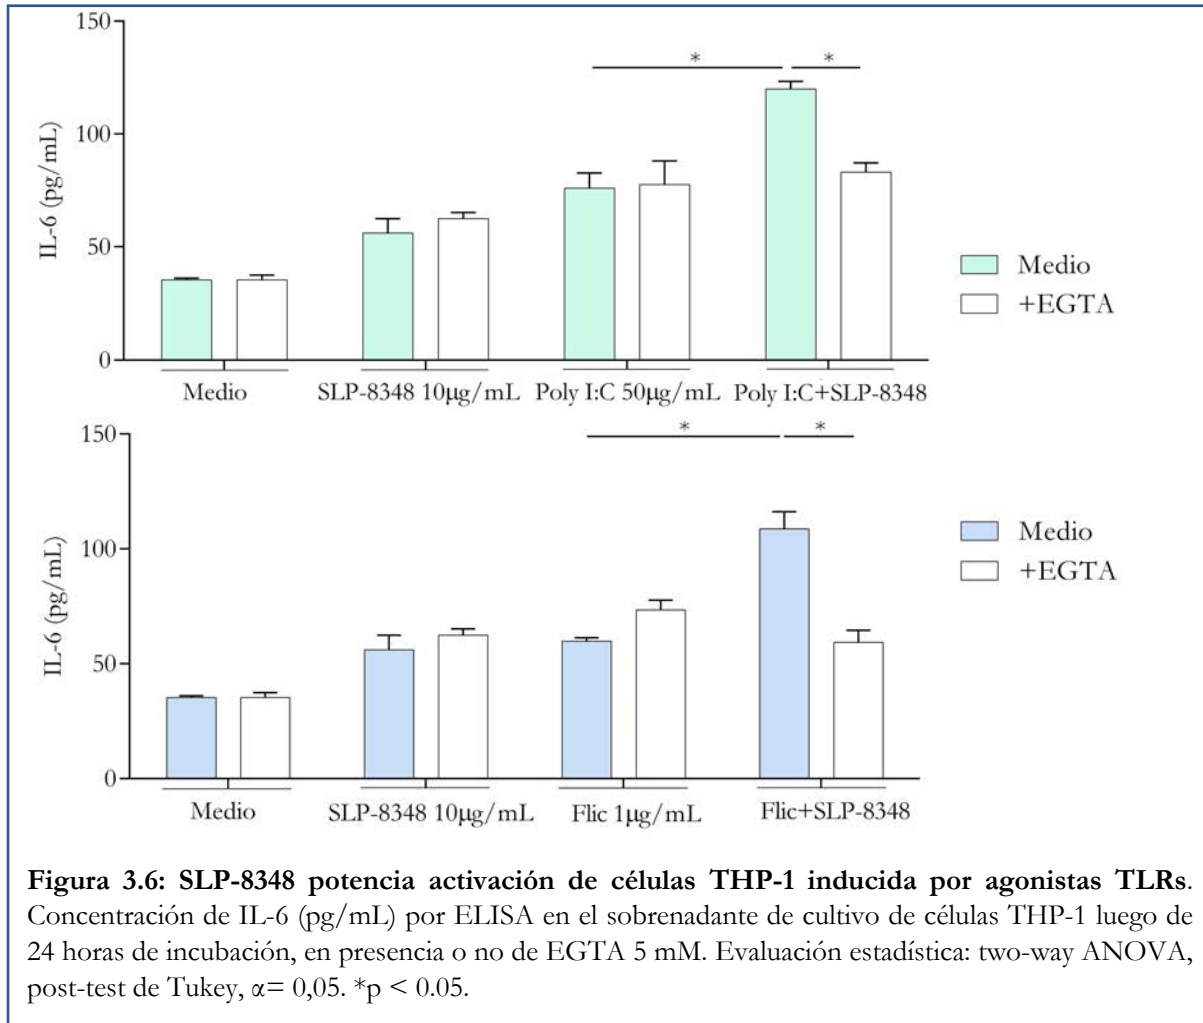 150
100
50
0
IL-6 (pg/mL)
*
*
Medio
+EGTA
Medio
SLP-8348 10μg/mL
Poly I:C 50μg/mL
Poly I:C+SLP-8348
150
100
50
0
IL-6 (pg/mL)
*
*
Medio
+EGTA
Medio
SLP-8348 10μg/mL
Flic 1μg/mL
Flic+SLP-8348
Figura 3.6: SLP-8348 potencia activación de células THP-1 inducida por agonistas TLRs.
Concentración de IL-6 (pg/mL) por ELISA en el sobrenadante de cultivo de células THP-1 luego de
24 horas de incubación, en presencia o no de EGTA 5 mM. Evaluación estadística: two-way ANOVA,
post-test de Tukey, α= 0,05. *p < 0.05.